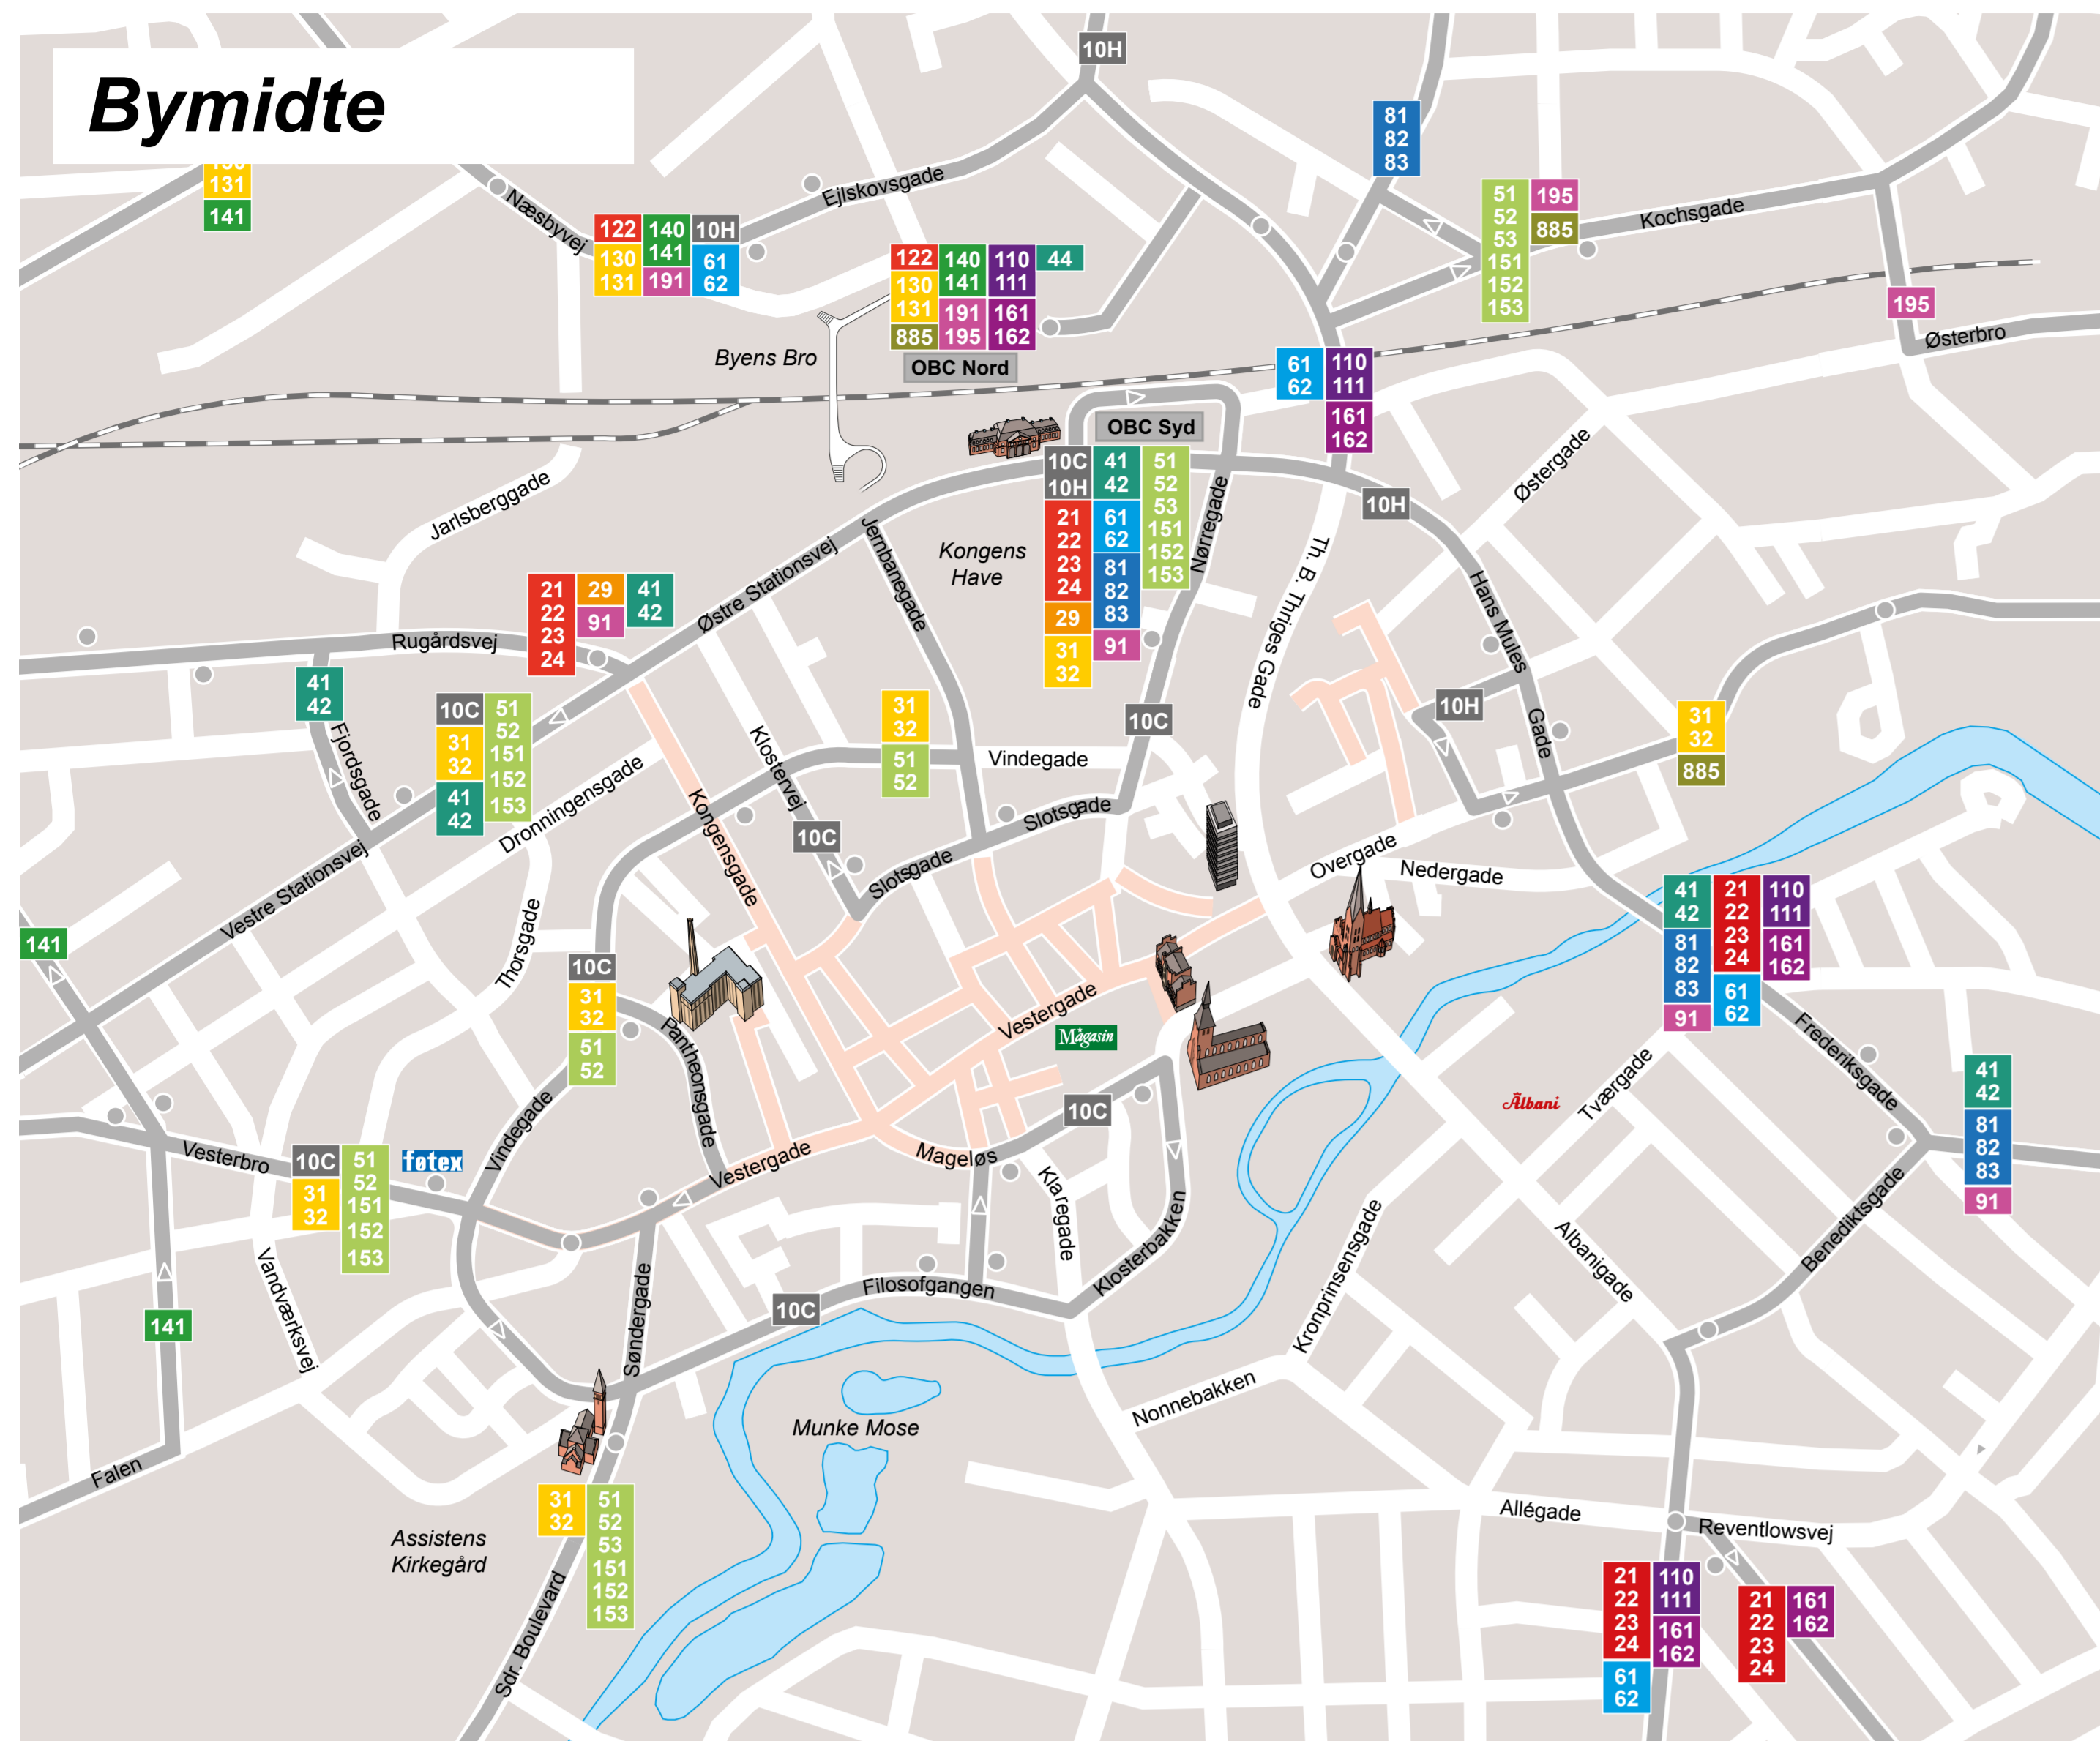 Bymidte
10H
81
82
83
131
141
Næsbyvej
Ejlskovsgade
122
130
131
140
141
191
10H
61
62
122
130
131
885
140
141
191
195
110
111
161
162
44
OBC Nord
Byens Bro
51
52
53
151
152
153
195
885
Kochsgade
195
Østerbro
61
62
110
111
161
162
OBC Syd
10C
10H
21
22
23
24
29
31
32
41
42
61
62
81
82
83
91
51
52
53
151
152
153
Kongens
Have
Nørregade
10H
Østergade
Jarlsberggade
Jernbanegade
Østre Stationsvej
Th. B. Thriges Gade
Hans Mules
Gade
Rugårdsvej
21
22
23
24
29
91
41
42
41
42
Fjordsgade
10C
31
32
41
42
51
52
151
152
153
Dronningensgade
Kongensgade
Klostervej
31
32
51
52
Vindegade
10C
10H
31
32
885
Slotsgade
Slotsgade
10C
Overgade
Nedergade
Vestre Stationsvej
141
Thorsgade
10C
31
32
51
52
Pantheonsgade
Vestergade
Magasin
41
42
81
82
83
91
21
22
23
24
61
62
110
111
161
162
Frederiksgade
Tværgade
Albani
41
42
81
82
83
91
Vesterbro
10C
31
32
51
52
151
152
153
føtex
Vindegade
Vestergade
Mageløs
10C
Klaregade
Klosterbakken
Filosofgangen
10C
Søndergade
Vandværksvej
141
Falen
Kronprinsensgade
Albanigade
Benediktsgade
Nonnebakken
Munke Mose
Assistens
Kirkegård
31
32
51
52
53
151
152
153
Sdr. Boulevard
Allégade
Reventlowsvej
21
22
23
24
61
62
110
111
161
162
21
22
23
24
161
162